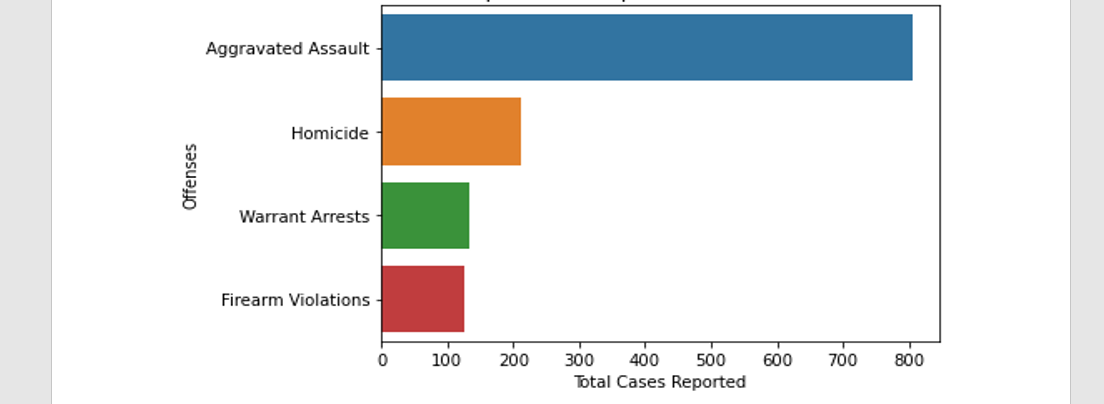 Aggravated Assault
Homicide
Warrant Arrests
Firearm Violations
Offenses
0 100 200 300 400 500 600 700 800
Total Cases Reported